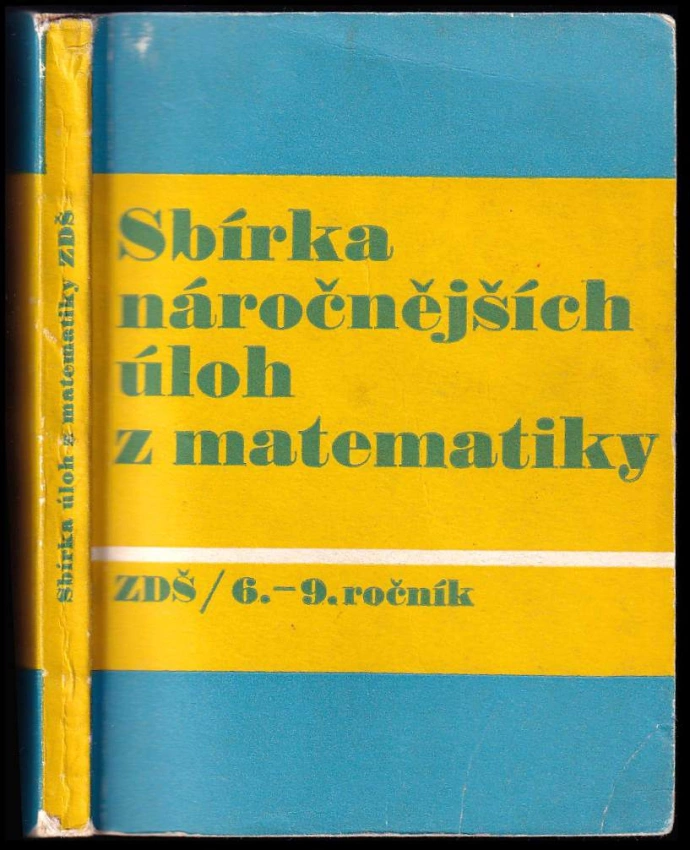 Sbírka úloh z matematiky ZDŠ
Sbírka
náročnějších
úloh
z matematiky
ZDŠ / 6.–9. ročník